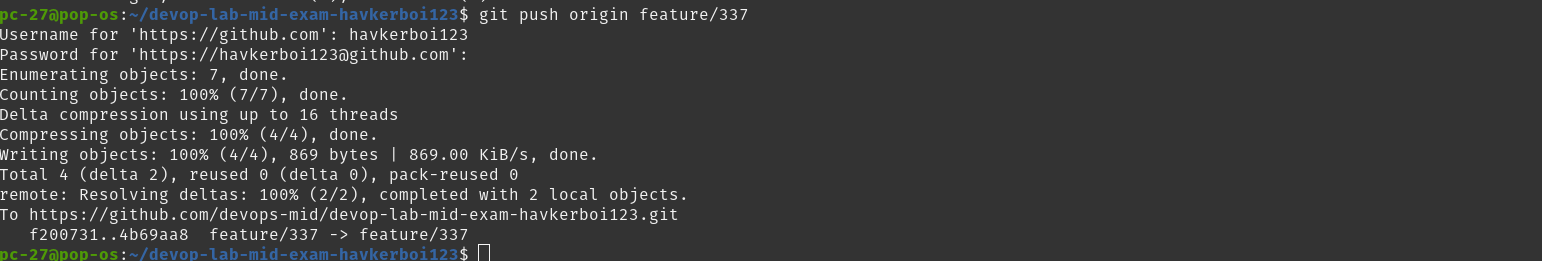 pc-27@pop-os:~/devop-lab-mid-exam-havkerboi123$ git push origin feature/337
Username for 'https://github.com': havkerboi123
Password for 'https://havkerboi123@github.com':
Enumerating objects: 7, done.
Counting objects: 100% (7/7), done.
Delta compression using up to 16 threads
Compressing objects: 100% (4/4), done.
Writing objects: 100% (4/4), 869 bytes | 869.00 KiB/s, done.
Total 4 (delta 2), reused 0 (delta 0), pack-reused 0
remote: Resolving deltas: 100% (2/2), completed with 2 local objects.
To https://github.com/devops-mid/devop-lab-mid-exam-havkerboi123.git
   f200731..4b69aa8  feature/337 -> feature/337
pc-27@pop-os:~/devop-lab-mid-exam-havkerboi123$